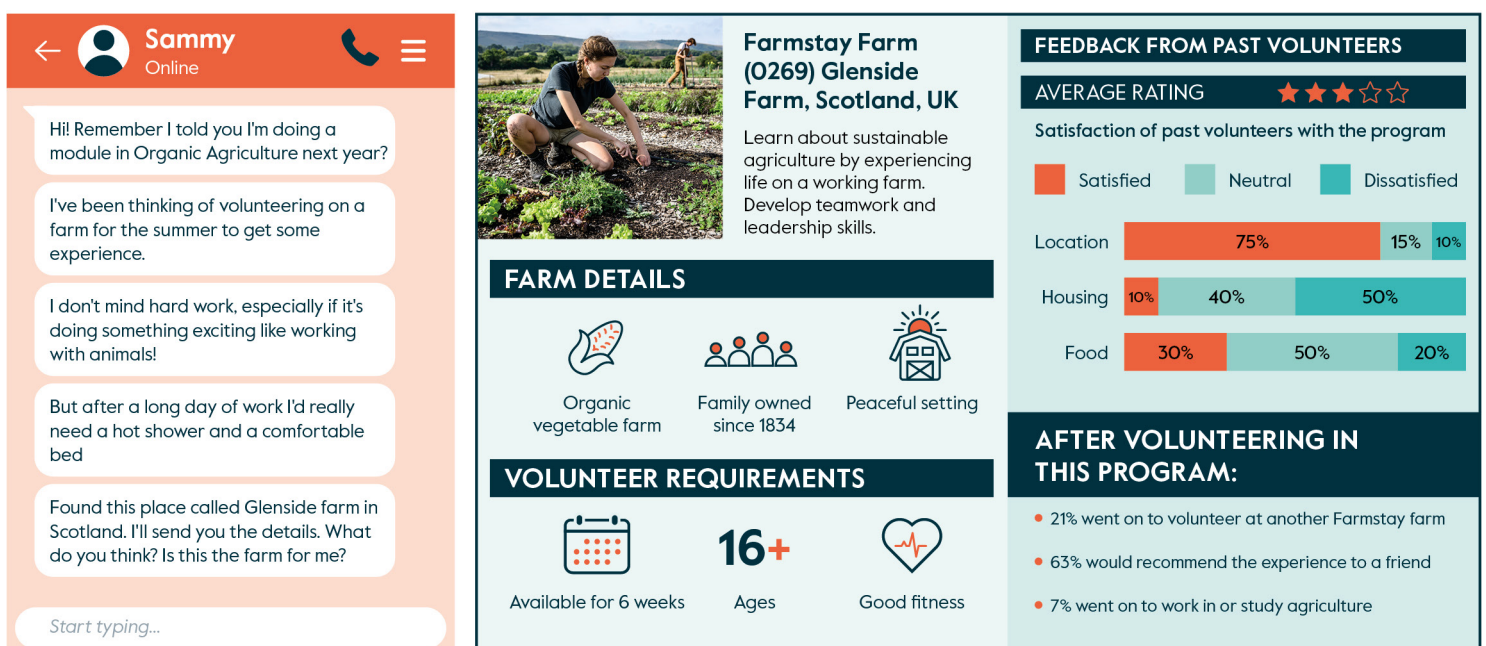 Sammy
Online
Hi! Remember I told you I'm doing a
module in Organic Agriculture next year?
I've been thinking of volunteering on a
farm for the summer to get some
experience.
I don't mind hard work, especially if it's
doing something exciting like working
with animals!
But after a long day of work I'd really
need a hot shower and a comfortable
bed
Found this place called Glenside farm in
Scotland. I'll send you the details. What
do you think? Is this the farm for me?
Start typing...
Farmstay Farm
(0269) Glenside
Farm, Scotland, UK
Learn about sustainable
agriculture by experiencing
life on a working farm.
Develop teamwork and
leadership skills.
FARM DETAILS
Organic
vegetable farm
Family owned
since 1834
Peaceful setting
VOLUNTEER REQUIREMENTS
Available for 6 weeks
16+
Ages
Good fitness
FEEDBACK FROM PAST VOLUNTEERS
AVERAGE RATING
Satisfaction of past volunteers with the program
Satisfied Neutral Dissatisfied
Location 75% 15% 10%
Housing 10% 40% 50%
Food 30% 50% 20%
AFTER VOLUNTEERING IN
THIS PROGRAM:
• 21% went on to volunteer at another Farmstay farm
• 63% would recommend the experience to a friend
• 7% went on to work in or study agriculture